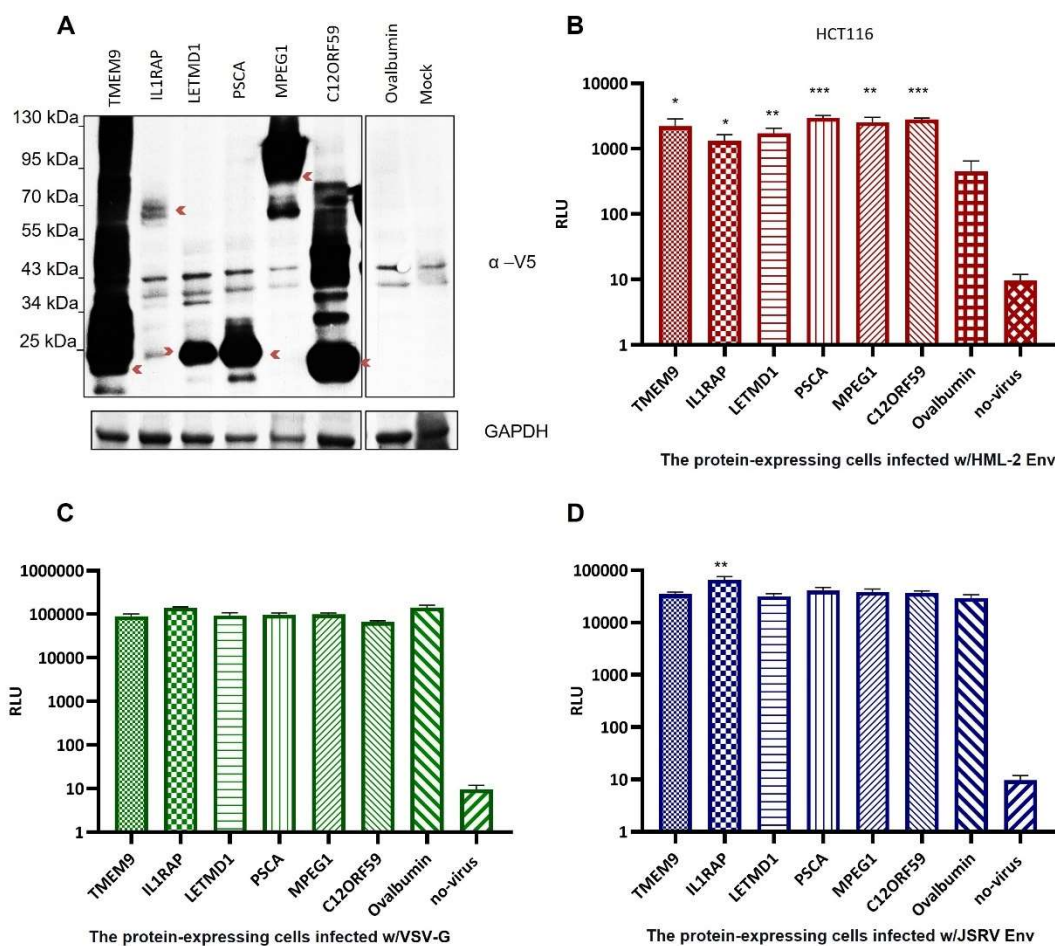 A
TMEM9
IL1RAP
LETMD1
PSCA
MPEG1
C12ORF59
Ovalbumin
Mock
130 kDa
95 kDa
70 kDa
55 kDa
43 kDa
34 kDa
25 kDa
α –V5
GAPDH
B
HCT116
RLU
10000
1000
100
10
1
*
*
**
***
**
***
TMEM9
IL1RAP
LETMD1
PSCA
MPEG1
C12ORF59
Ovalbumin
no-virus
The protein-expressing cells infected w/HML-2 Env
C
RLU
1000000
100000
10000
1000
100
10
1
TMEM9
IL1RAP
LETMD1
PSCA
MPEG1
C12ORF59
Ovalbumin
no-virus
The protein-expressing cells infected w/VSV-G
D
RLU
100000
10000
1000
100
10
1
**
TMEM9
IL1RAP
LETMD1
PSCA
MPEG1
C12ORF59
Ovalbumin
no-virus
The protein-expressing cells infected w/JSRV Env